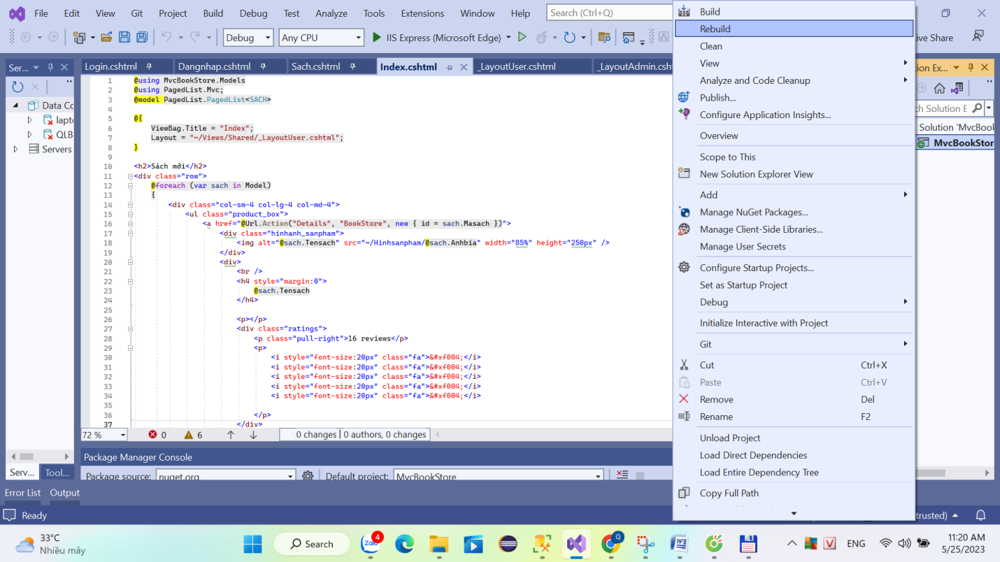 File Edit View Git Project Build Debug Test Analyze Tools Extensions Window Help Search (Ctrl+Q)
Debug Any CPU IIS Express (Microsoft Edge) ive Share
Ser... Login.cshtml Dangnhap.cshtml Sach.cshtml Index.cshtml _LayoutUser.cshtml _LayoutAdmin.csht ion Ex...
Data Co
lapto
QLB
Servers
1 @using MvcBookStore.Models
2 @using PagedList.Mvc;
3 @model PagedList.PagedList<SACH>
4
5 @{
6 ViewBag.Title = "Index";
7 Layout = "~/Views/Shared/_LayoutUser.cshtml";
8 }
9
10 <h2>Sách mới</h2>
11 <div class="row">
12 @foreach (var sach in Model)
13 {
14 <div class="col-sm-4 col-lg-4 col-md-4">
15 <ul class="product_box">
16 <a href="@Url.Action("Details", "BookStore", new { id = sach.Masach })">
17 <div class="hinhanh_sanpham">
18 <img alt="@sach.Tensach" src="~/Hinhsanpham/@sach.Anhbia" width="85%" height="250px" />
19 </div>
20 <div>
21 <br />
22 <h4 style="margin:0">
23 @sach.Tensach
24 </h4>
25
26 <p></p>
27 <div class="ratings">
28 <p class="pull-right">16 reviews</p>
29 <p>
30 <i style="font-size:20px" class="fa">&#xf004;</i>
31 <i style="font-size:20px" class="fa">&#xf004;</i>
32 <i style="font-size:20px" class="fa">&#xf004;</i>
33 <i style="font-size:20px" class="fa">&#xf004;</i>
34 <i style="font-size:20px" class="fa">&#xf004;</i>
35
36 </p>
37 </div>
72 % 0 6 0 changes | 0 authors, 0 changes
Package Manager Console
Package source: nuget.org Default project: MvcBookStore
Serv... Tool...
Error List Output
Ready
Build
Rebuild
Clean
View
Analyze and Code Cleanup
Publish...
Configure Application Insights...
Overview
Scope to This
New Solution Explorer View
Add
Manage NuGet Packages...
Manage Client-Side Libraries...
Manage User Secrets
Configure Startup Projects...
Set as Startup Project
Debug
Initialize Interactive with Project
Git
Cut Ctrl+X
Paste Ctrl+V
Remove Del
Rename F2
Unload Project
Load Direct Dependencies
Load Entire Dependency Tree
Copy Full Path
ch Solution E
Solution 'MvcBook
MvcBookStor
trusted)
33°C
Nhiều mây
Search
Zalo 4
Q
ENG
11:20 AM
5/25/2023